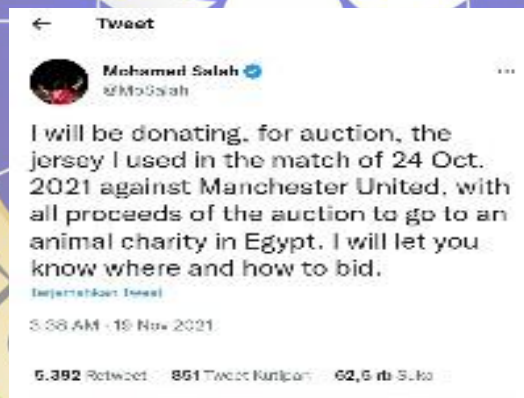 ← Tweet
Mohamed Salah
@MoSalah
I will be donating, for auction, the
jersey I used in the match of 24 Oct.
2021 against Manchester United, with
all proceeds of the auction to go to an
animal charity in Egypt. I will let you
know where and how to bid.
Terjemahkan Tweet
3:38 AM · 19 Nov 2021
5.392 Retweet 851 Tweet Kutipan 62,5 rb Suka